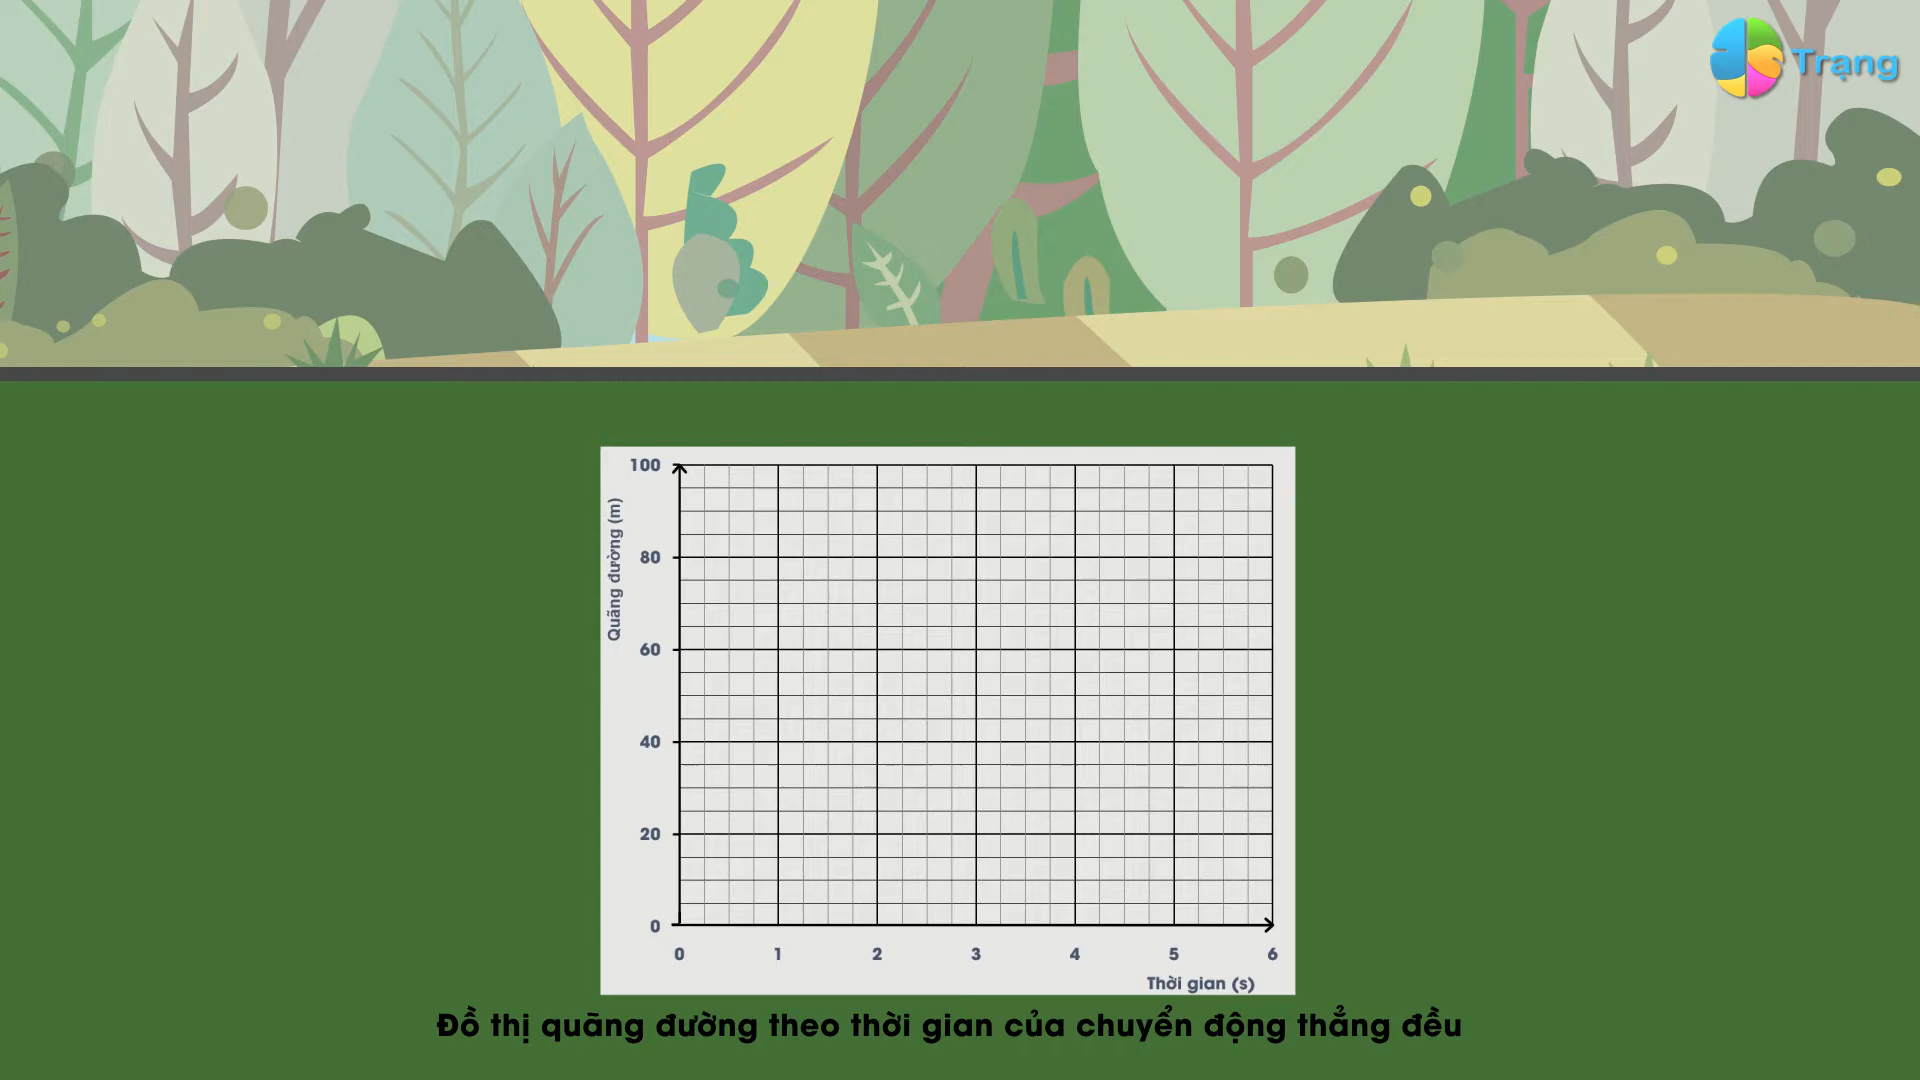 Trạng
100
Quãng đường (m)
80
60
40
20
0
0 1 2 3 4 5 6
Thời gian (s)
Đồ thị quãng đường theo thời gian của chuyển động thẳng đều